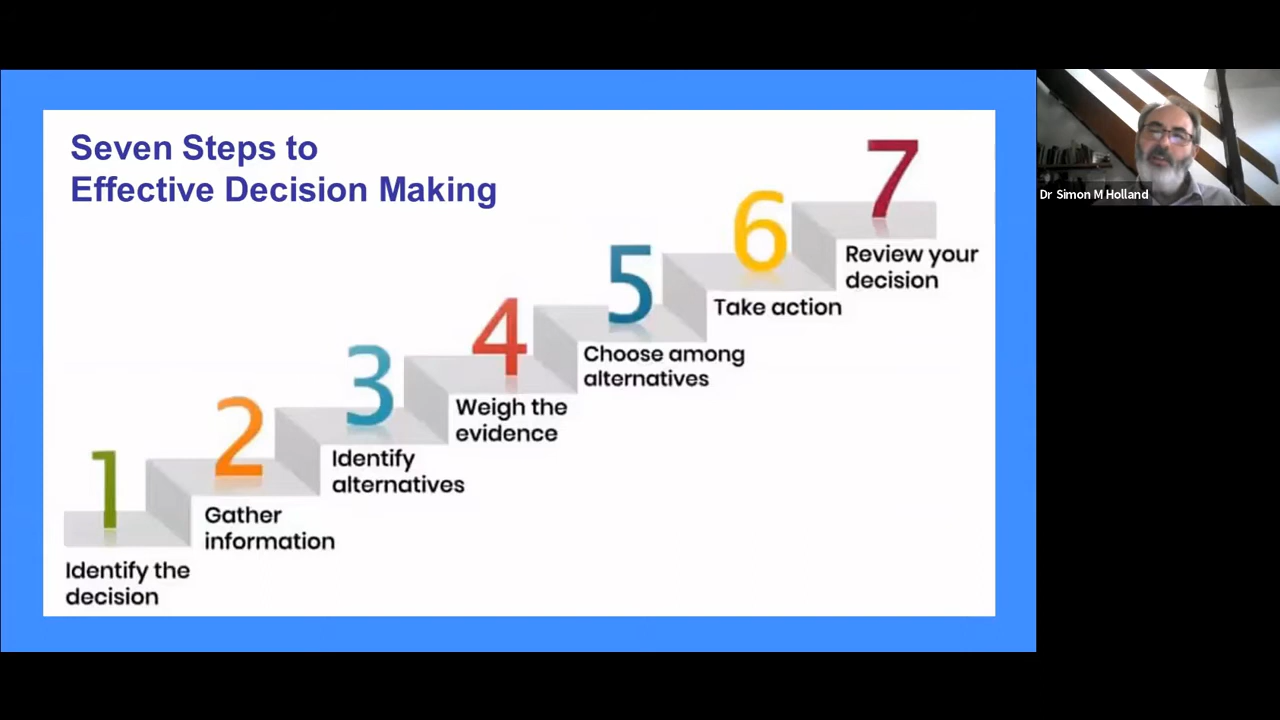 Seven Steps to
Effective Decision Making
1
Identify the
decision
2
Gather
information
3
Identify
alternatives
4
Weigh the
evidence
5
Choose among
alternatives
6
Take action
7
Review your
decision
Dr Simon M Holland